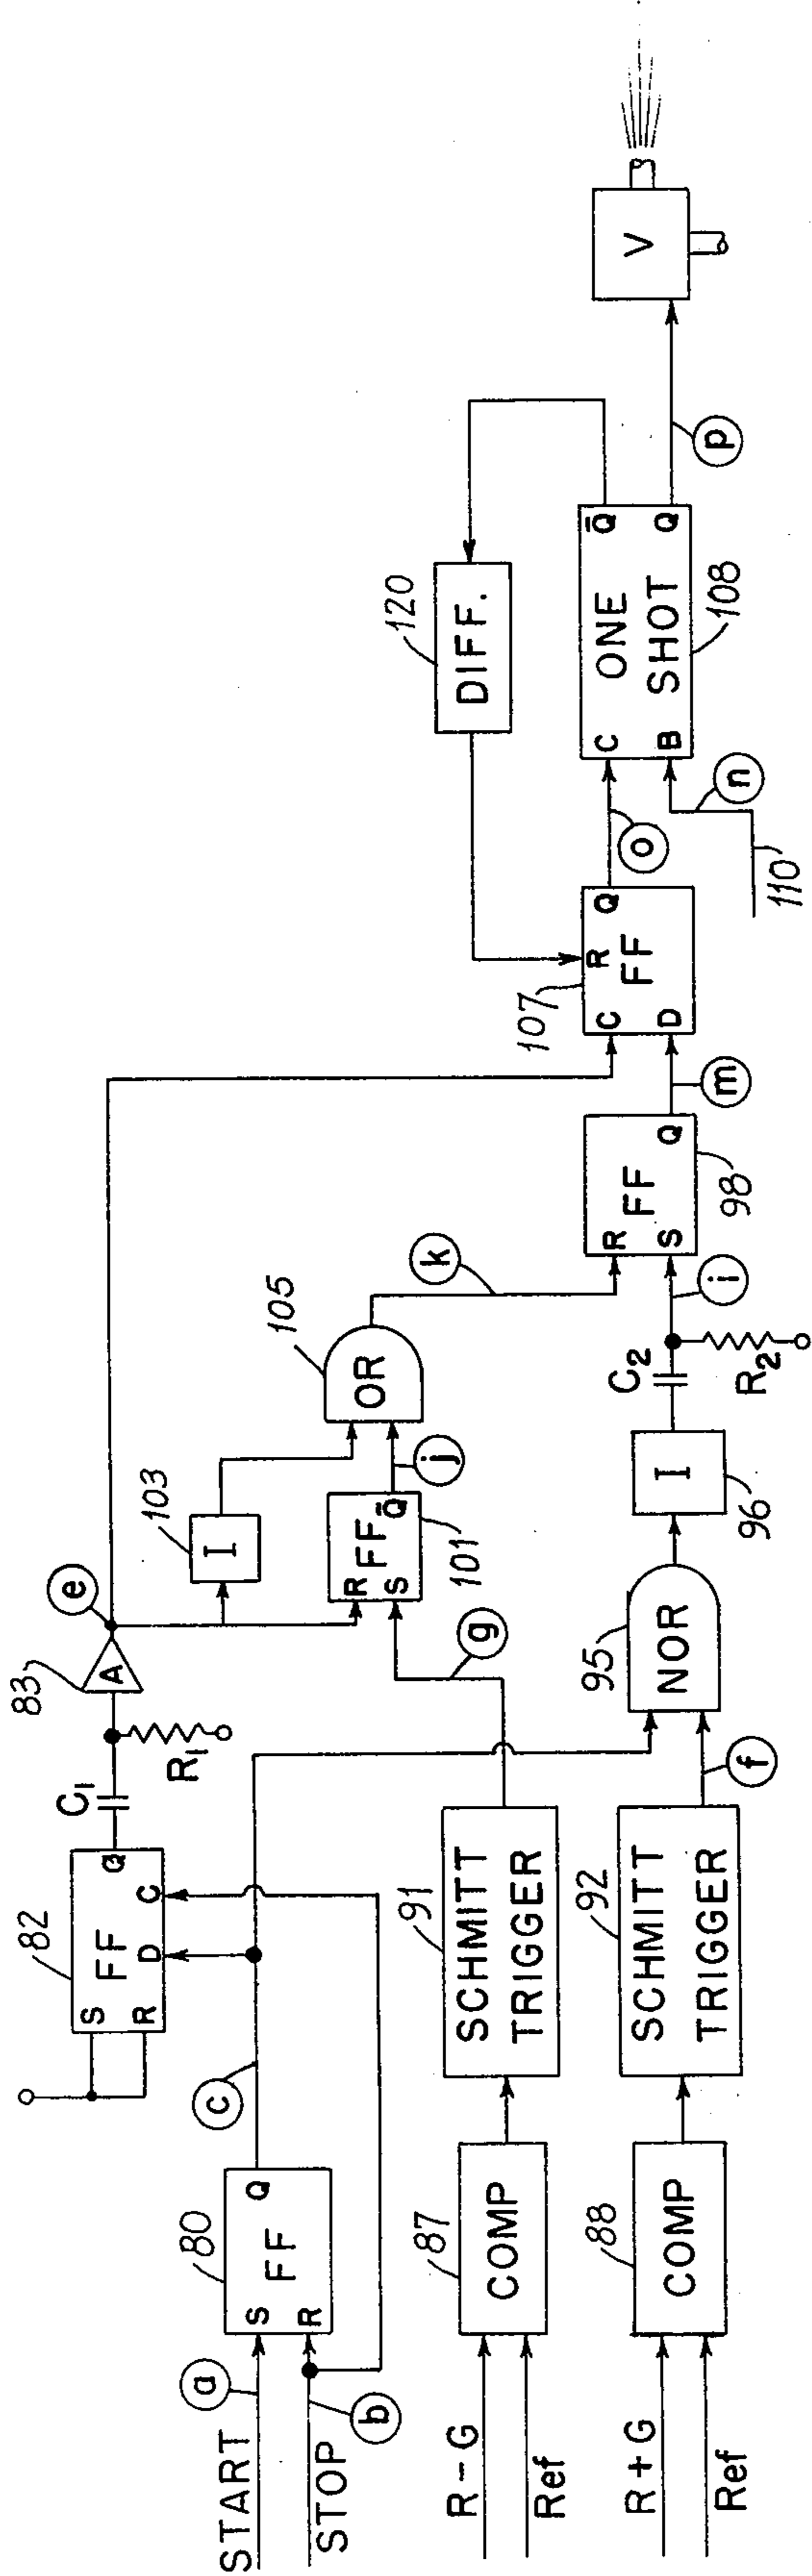 START
a
STOP
b
S
R
FF
Q
80
c
S
R
FF
D
C
Q
82
C1
R1
A
83
e
R-G
Ref
COMP
87
SCHMITT
TRIGGER
91
g
R+G
Ref
COMP
88
SCHMITT
TRIGGER
92
f
NOR
95
I
96
C2
R2
i
I
103
R
S
FF
Q̅
101
j
OR
105
k
R
S
FF
Q
98
m
C
D
R
FF
Q
107
o
n
110
C
B
ONE
SHOT
Q̅
Q
108
DIFF.
120
p
V